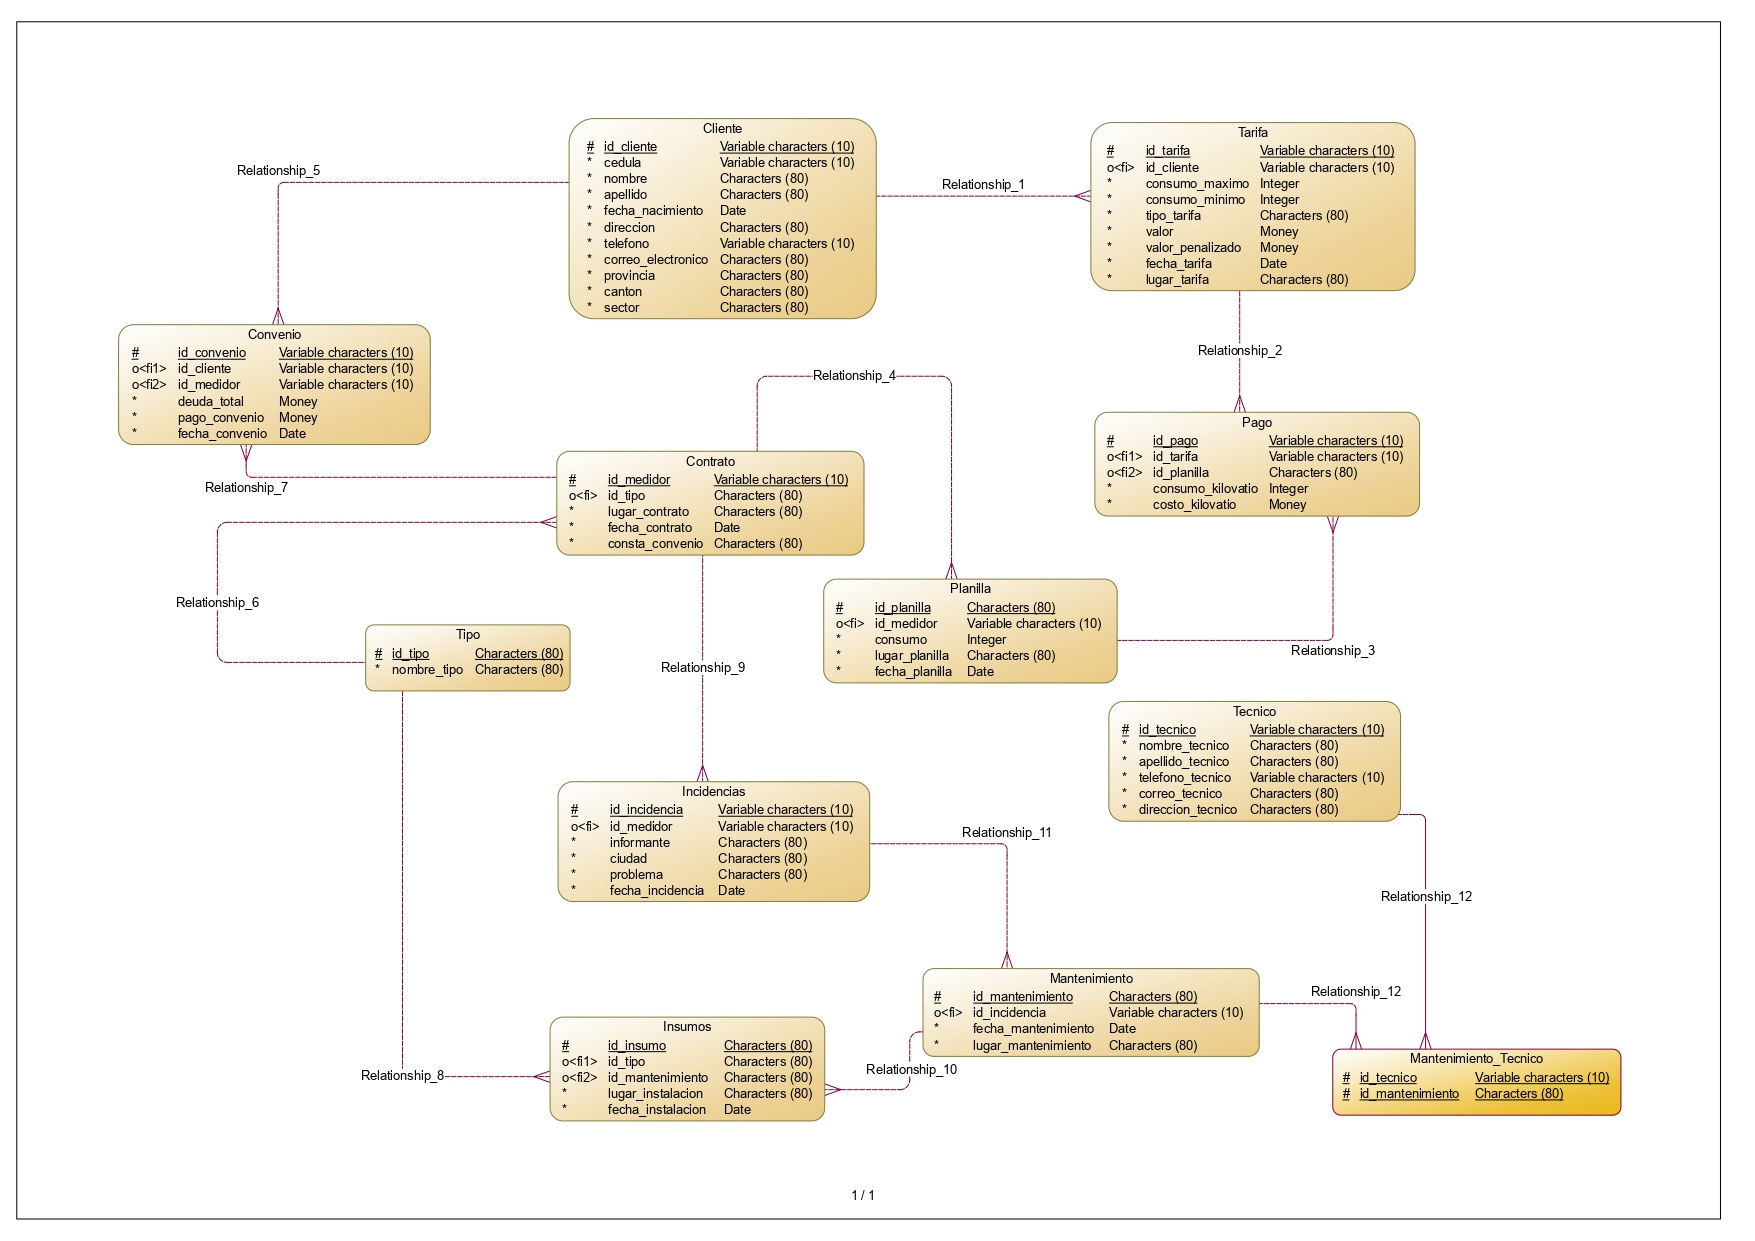 Cliente
# id_cliente Variable characters (10)
* cedula Variable characters (10)
* nombre Characters (80)
* apellido Characters (80)
* fecha_nacimiento Date
* direccion Characters (80)
* telefono Variable characters (10)
* correo_electronico Characters (80)
* provincia Characters (80)
* canton Characters (80)
* sector Characters (80)
Tarifa
# id_tarifa Variable characters (10)
o<fi> id_cliente Variable characters (10)
* consumo_maximo Integer
* consumo_minimo Integer
* tipo_tarifa Characters (80)
* valor Money
* valor_penalizado Money
* fecha_tarifa Date
* lugar_tarifa Characters (80)
Relationship_5
Relationship_1
Convenio
# id_convenio Variable characters (10)
o<fi1> id_cliente Variable characters (10)
o<fi2> id_medidor Variable characters (10)
* deuda_total Money
* pago_convenio Money
* fecha_convenio Date
Relationship_2
Relationship_4
Pago
# id_pago Variable characters (10)
o<fi1> id_tarifa Variable characters (10)
o<fi2> id_planilla Characters (80)
* consumo_kilovatio Integer
* costo_kilovatio Money
Contrato
# id_medidor Variable characters (10)
o<fi> id_tipo Characters (80)
* lugar_contrato Characters (80)
* fecha_contrato Date
* consta_convenio Characters (80)
Relationship_7
Relationship_6
Planilla
# id_planilla Characters (80)
o<fi> id_medidor Variable characters (10)
* consumo Integer
* lugar_planilla Characters (80)
* fecha_planilla Date
Relationship_3
Tipo
# id_tipo Characters (80)
* nombre_tipo Characters (80)
Relationship_9
Tecnico
# id_tecnico Variable characters (10)
* nombre_tecnico Characters (80)
* apellido_tecnico Characters (80)
* telefono_tecnico Variable characters (10)
* correo_tecnico Characters (80)
* direccion_tecnico Characters (80)
Incidencias
# id_incidencia Variable characters (10)
o<fi> id_medidor Variable characters (10)
* informante Characters (80)
* ciudad Characters (80)
* problema Characters (80)
* fecha_incidencia Date
Relationship_11
Relationship_12
Mantenimiento
# id_mantenimiento Characters (80)
o<fi> id_incidencia Variable characters (10)
* fecha_mantenimiento Date
* lugar_mantenimiento Characters (80)
Relationship_12
Insumos
# id_insumo Characters (80)
o<fi1> id_tipo Characters (80)
o<fi2> id_mantenimiento Characters (80)
* lugar_instalacion Characters (80)
* fecha_instalacion Date
Relationship_10
Relationship_8
Mantenimiento_Tecnico
# id_tecnico Variable characters (10)
# id_mantenimiento Characters (80)
1 / 1